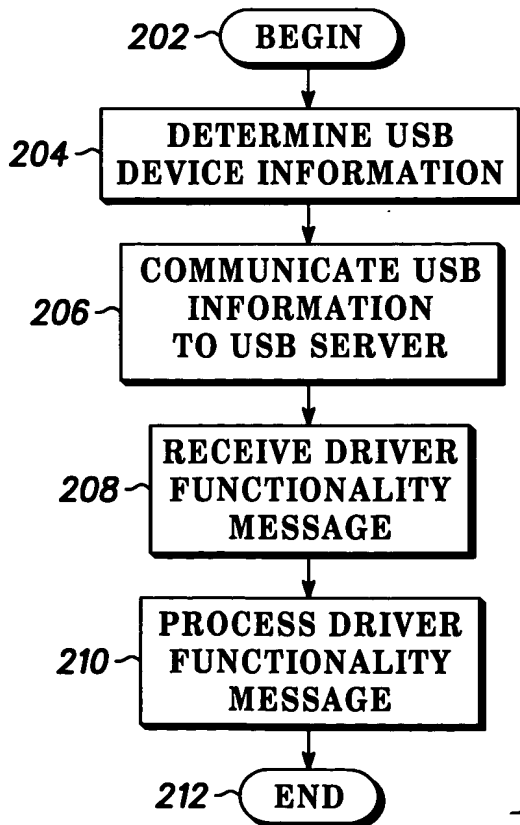 202 BEGIN
204 DETERMINE USB
DEVICE INFORMATION
206 COMMUNICATE USB
INFORMATION
TO USB SERVER
208 RECEIVE DRIVER
FUNCTIONALITY
MESSAGE
210 PROCESS DRIVER
FUNCTIONALITY
MESSAGE
212 END